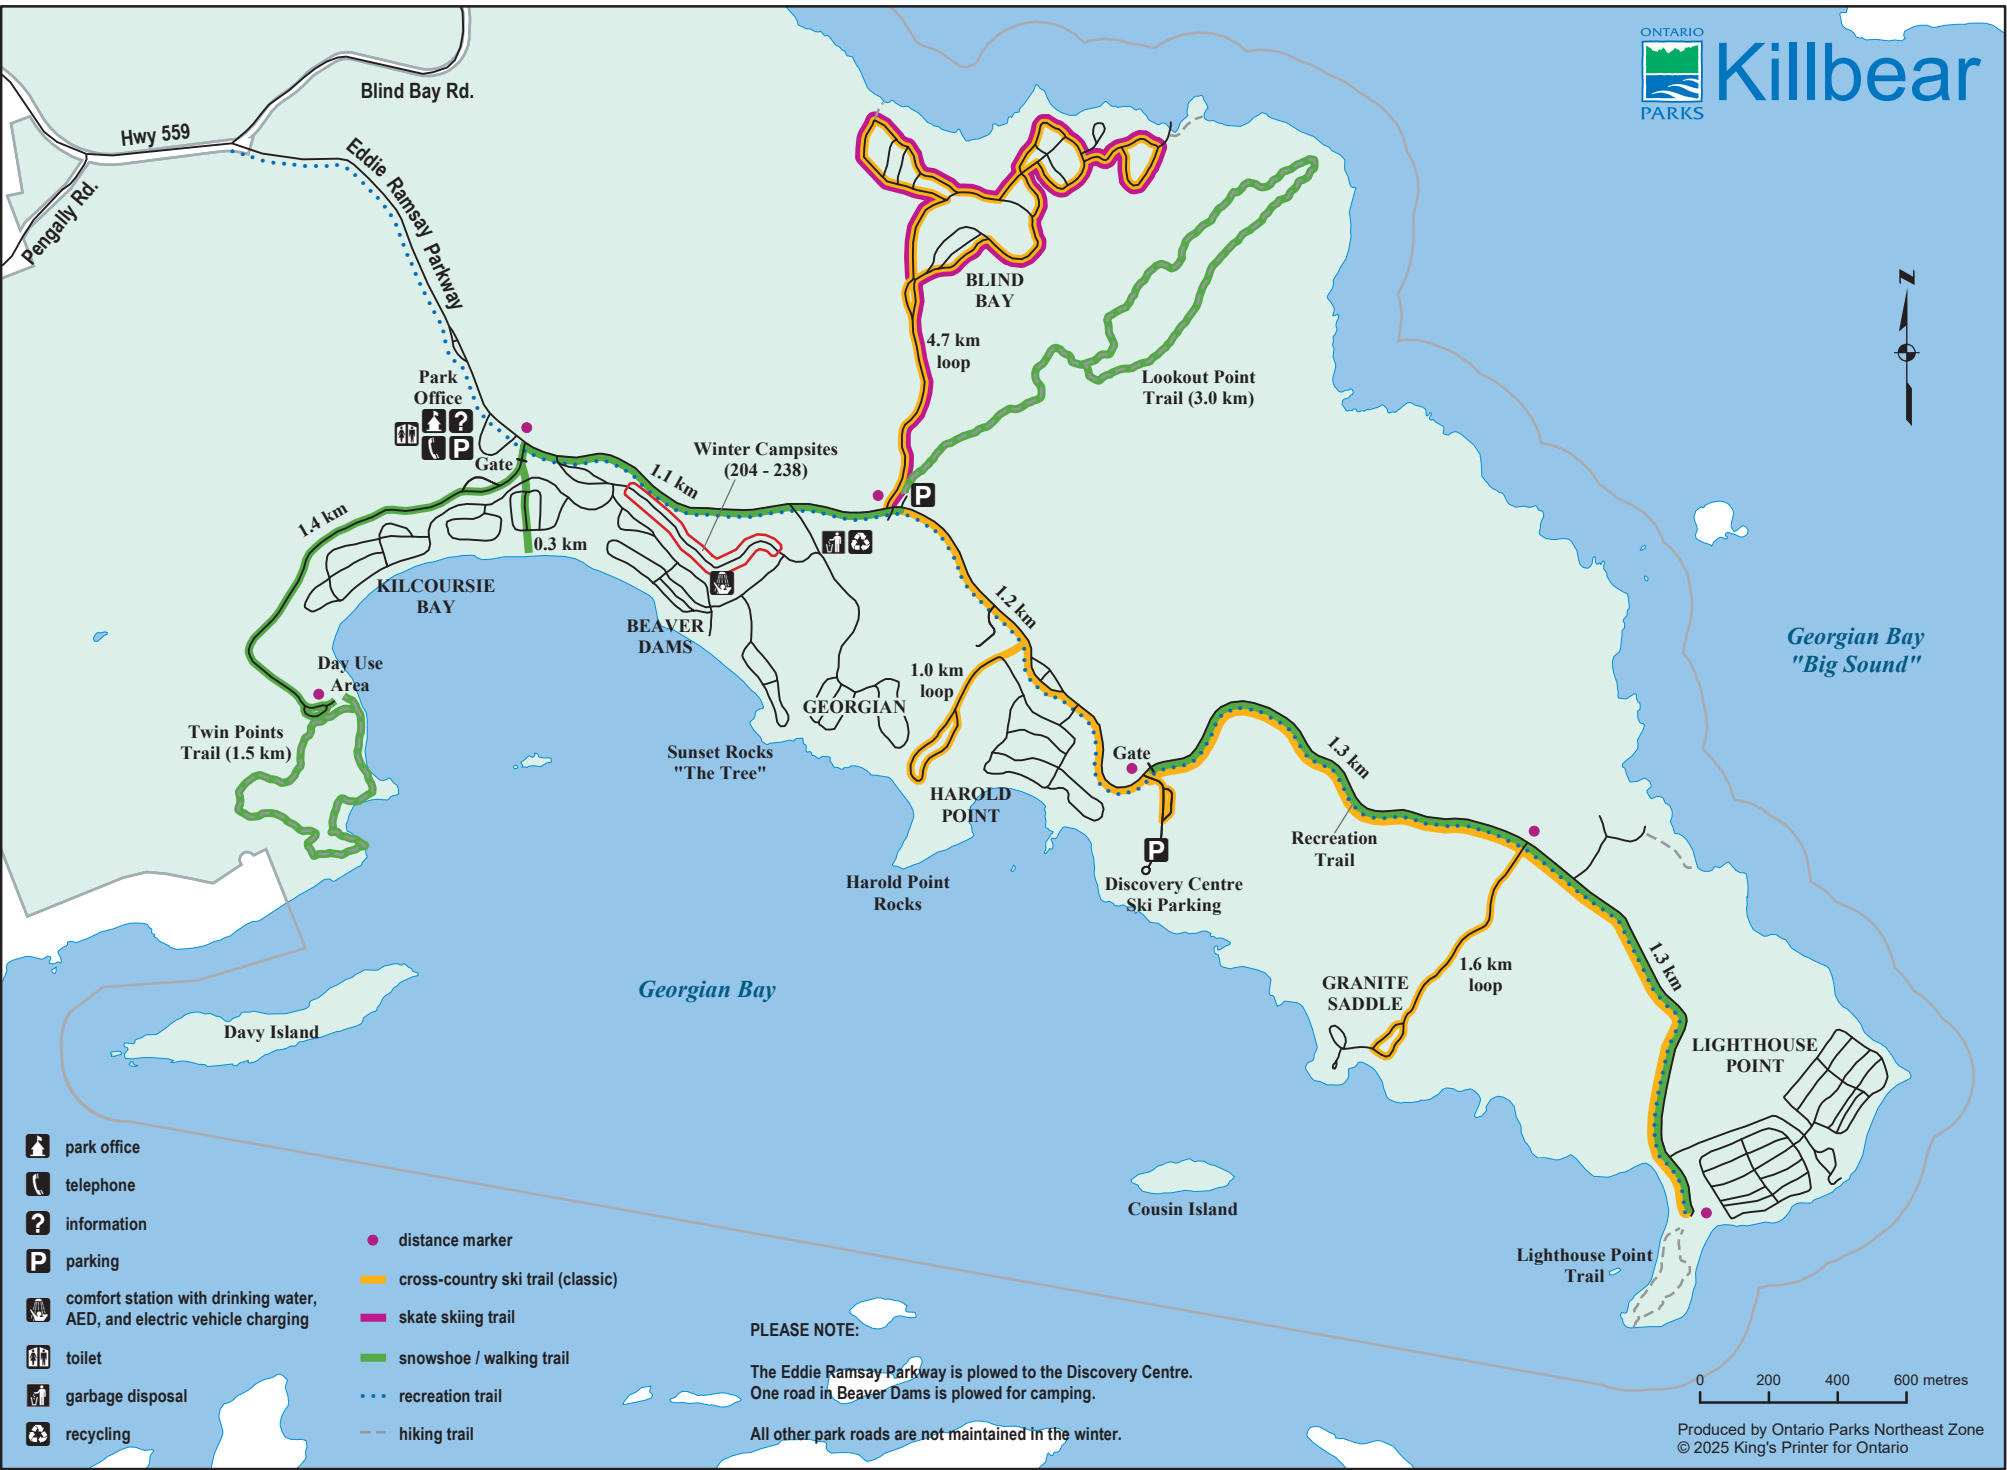 ONTARIO
PARKS
Killbear
Blind Bay Rd.
Hwy 559
Eddie Ramsay Parkway
Pengally Rd.
N
BLIND
BAY
4.7 km
loop
Lookout Point
Trail (3.0 km)
Park
Office
?
P
Gate
Winter Campsites
(204 - 238)
1.1 km
P
1.4 km
0.3 km
KILCOURSIE
BAY
BEAVER
DAMS
1.2 km
Georgian Bay
"Big Sound"
Day Use
Area
1.0 km
loop
GEORGIAN
Twin Points
Trail (1.5 km)
Sunset Rocks
"The Tree"
Gate
1.3 km
HAROLD
POINT
Recreation
Trail
P
Harold Point
Rocks
Discovery Centre
Ski Parking
1.3 km
1.6 km
loop
GRANITE
SADDLE
Georgian Bay
Davy Island
LIGHTHOUSE
POINT
Cousin Island
Lighthouse Point
Trail
park office
telephone
? information
P parking
comfort station with drinking water,
AED, and electric vehicle charging
toilet
garbage disposal
recycling
distance marker
cross-country ski trail (classic)
skate skiing trail
snowshoe / walking trail
recreation trail
hiking trail
PLEASE NOTE:
The Eddie Ramsay Parkway is plowed to the Discovery Centre.
One road in Beaver Dams is plowed for camping.
All other park roads are not maintained in the winter.
0 200 400 600 metres
Produced by Ontario Parks Northeast Zone
© 2025 King's Printer for Ontario